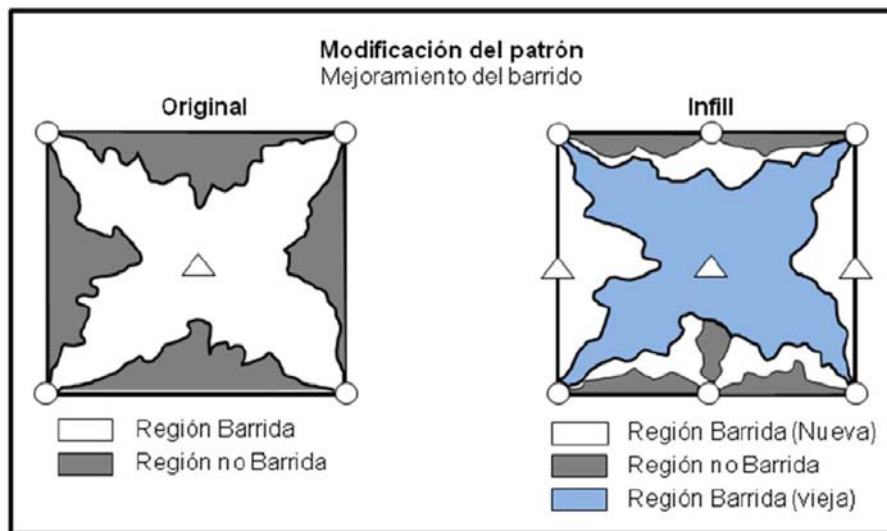 Modificación del patrón
Mejoramiento del barrido
Original
Infill
Región Barrida
Región no Barrida
Región Barrida (Nueva)
Región no Barrida
Región Barrida (vieja)